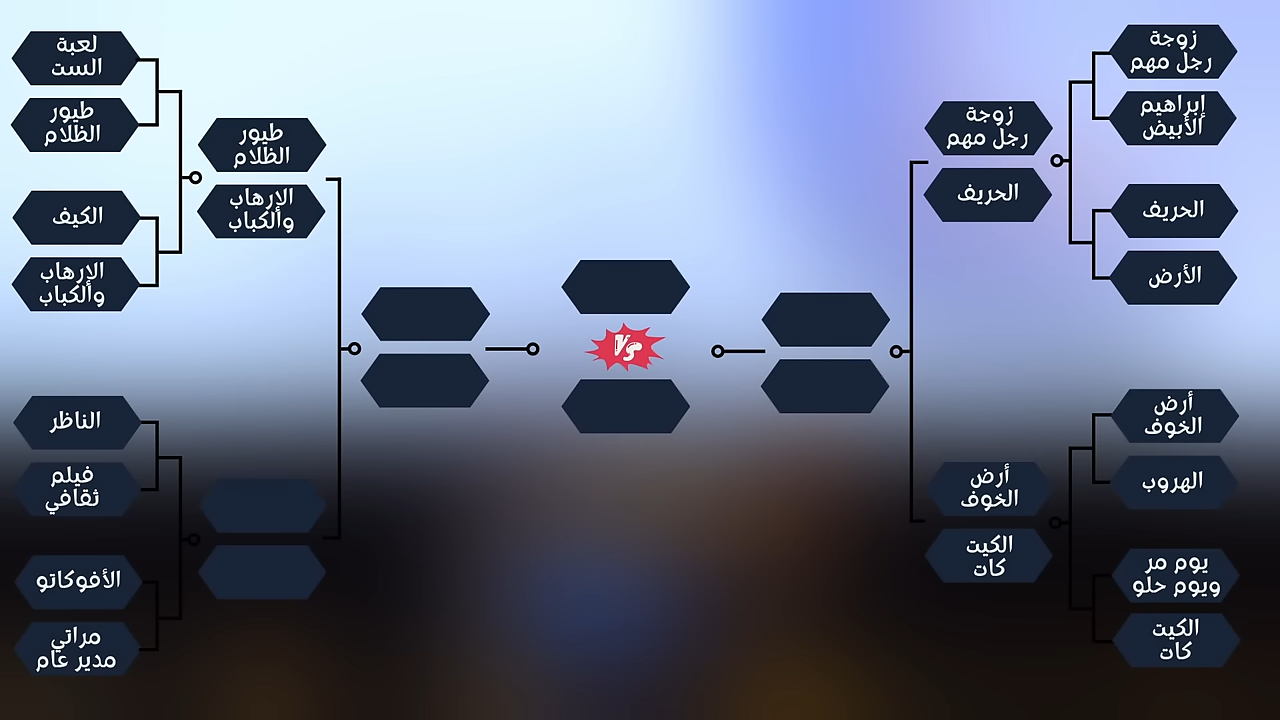 لعبة
الست
طيور
الظلام
الكيف
الإرهاب
والكباب
طيور
الظلام
الإرهاب
والكباب
الناظر
فيلم
ثقافي
الأفوكاتو
مراتي
مدير عام
VS
زوجة
رجل مهم
الحريف
زوجة
رجل مهم
إبراهيم
الأبيض
الحريف
الأرض
أرض
الخوف
الكيت
كات
أرض
الخوف
الهروب
يوم مر
ويوم حلو
الكيت
كات